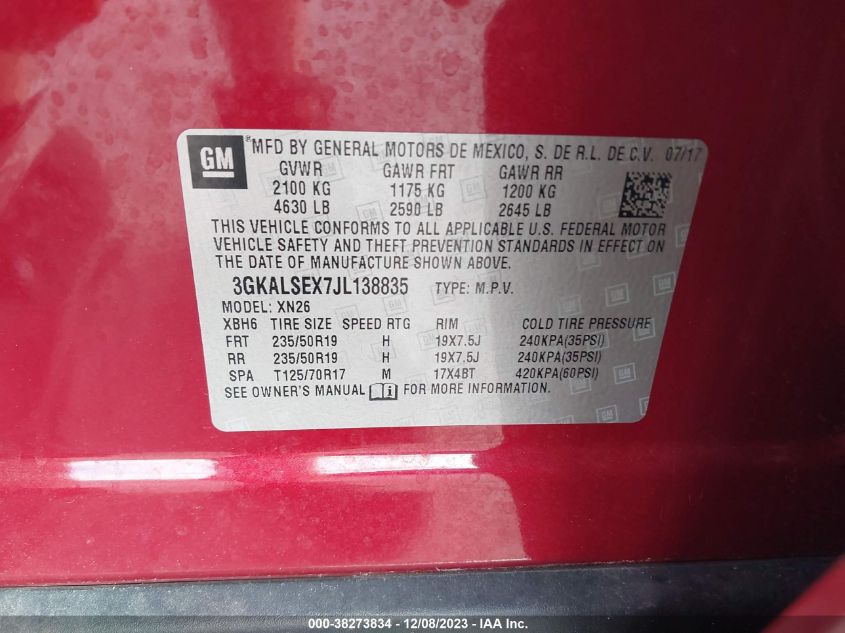 GM ® MFD BY GENERAL MOTORS DE MEXICO, S. DE R.L. DE C.V. 07/17
GVWR GAWR FRT GAWR RR
2100 KG 1175 KG 1200 KG
4630 LB 2590 LB 2645 LB
THIS VEHICLE CONFORMS TO ALL APPLICABLE U.S. FEDERAL MOTOR
VEHICLE SAFETY AND THEFT PREVENTION STANDARDS IN EFFECT ON
THE DATE OF MANUFACTURE SHOWN ABOVE.
3GKALSEX7JL138835 TYPE: M.P.V.
MODEL: XN26
XBH6 TIRE SIZE SPEED RTG RIM COLD TIRE PRESSURE
FRT 235/50R19 H 19X7.5J 240KPA(35PSI)
RR 235/50R19 H 19X7.5J 240KPA(35PSI)
SPA T125/70R17 M 17X4BT 420KPA(60PSI)
SEE OWNER'S MANUAL i FOR MORE INFORMATION.
000-38273834 - 12/08/2023 - IAA Inc.